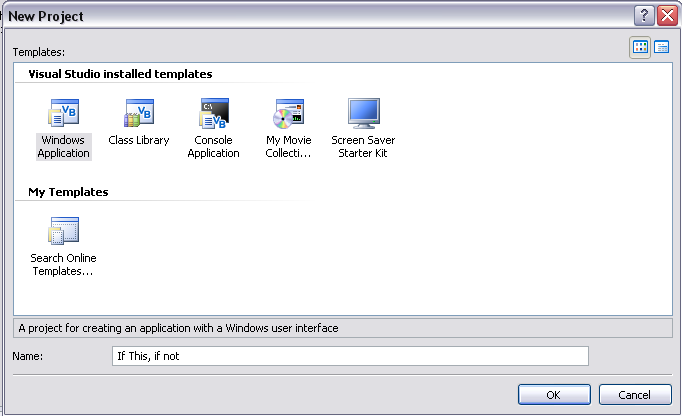 New Project
Templates:
Visual Studio installed templates
Windows Application
Class Library
Console Application
My Movie Collecti...
Screen Saver Starter Kit
My Templates
Search Online Templates...
A project for creating an application with a Windows user interface
Name: If This, if not
OK Cancel